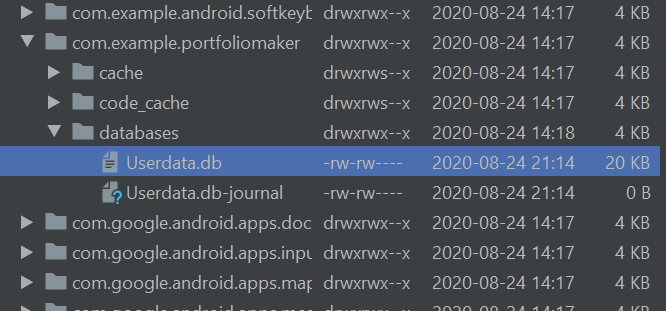 com.example.android.softkeyb drwxrwx--x 2020-08-24 14:17 4 KB
com.example.portfoliomaker drwxrwx--x 2020-08-24 14:17 4 KB
cache drwxrws--x 2020-08-24 14:17 4 KB
code_cache drwxrws--x 2020-08-24 14:17 4 KB
databases drwxrwx--x 2020-08-24 14:18 4 KB
Userdata.db -rw-rw---- 2020-08-24 21:14 20 KB
Userdata.db-journal -rw-rw---- 2020-08-24 21:14 0 B
com.google.android.apps.doc drwxrwx--x 2020-08-24 14:17 4 KB
com.google.android.apps.inpu drwxrwx--x 2020-08-24 14:17 4 KB
com.google.android.apps.map drwxrwx--x 2020-08-24 14:17 4 KB